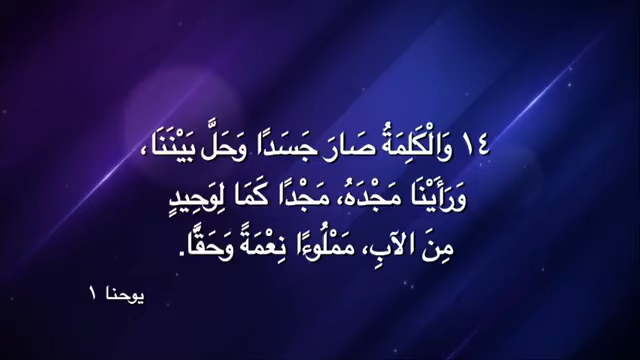 ١٤ وَالْكَلِمَةُ صَارَ جَسَدًا وَحَلَّ بَيْنَنَا،
وَرَأَيْنَا مَجْدَهُ، مَجْدًا كَمَا لِوَحِيدٍ
مِنَ الآبِ، مَمْلُوءًا نِعْمَةً وَحَقًّا.
يوحنا ١